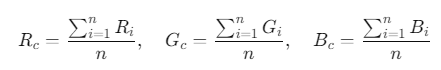 $R_c = \frac{\sum_{i=1}^{n} R_i}{n}, \quad G_c = \frac{\sum_{i=1}^{n} G_i}{n}, \quad B_c = \frac{\sum_{i=1}^{n} B_i}{n}$